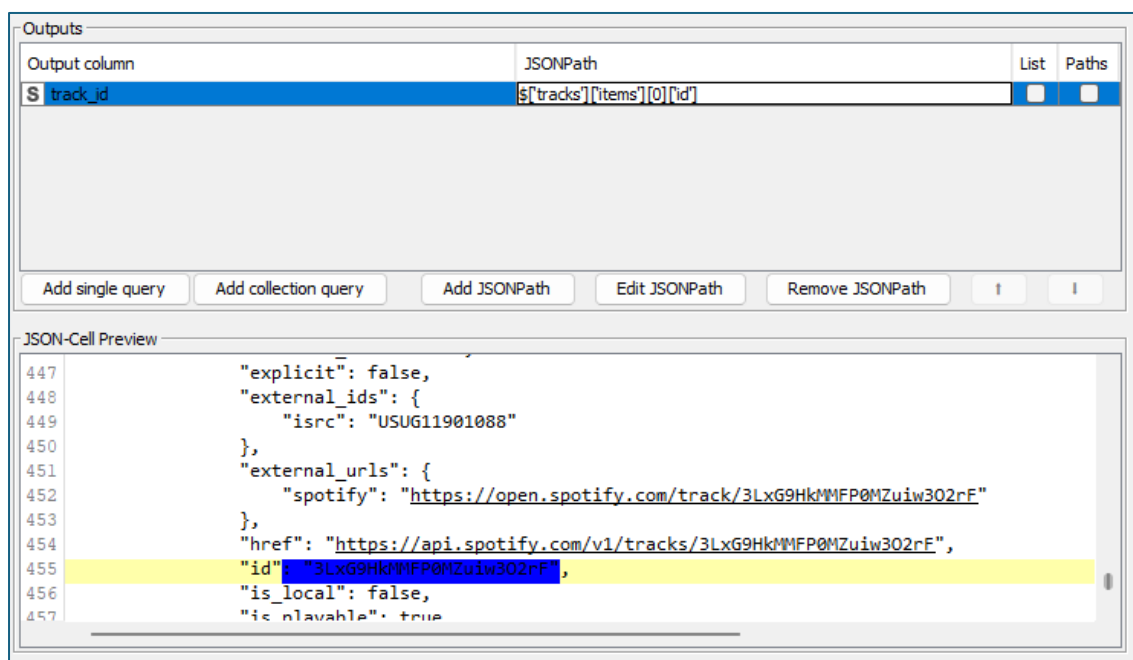 Outputs
Output column JSONPath List Paths
S track_id $['tracks']['items'][0]['id']
Add single query Add collection query Add JSONPath Edit JSONPath Remove JSONPath
JSON-Cell Preview
447 "explicit": false,
448 "external_ids": {
449 "isrc": "USUG11901088"
450 },
451 "external_urls": {
452 "spotify": "https://open.spotify.com/track/3LxG9HkMMFP0MZuiw3O2rF"
453 },
454 "href": "https://api.spotify.com/v1/tracks/3LxG9HkMMFP0MZuiw3O2rF",
455 "id": "3LxG9HkMMFP0MZuiw3O2rF",
456 "is_local": false,
457 "is_playable": true